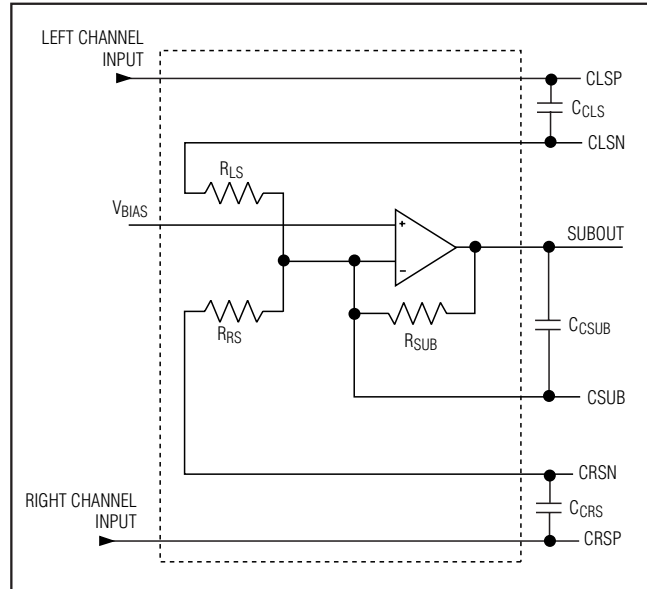 LEFT CHANNEL
INPUT
CLSP
CCLS
CLSN
RLS
VBIAS
+
SUBOUT
−
RRS
RSUB
CCSUB
CSUB
CRSN
RIGHT CHANNEL
INPUT
CCRS
CRSP